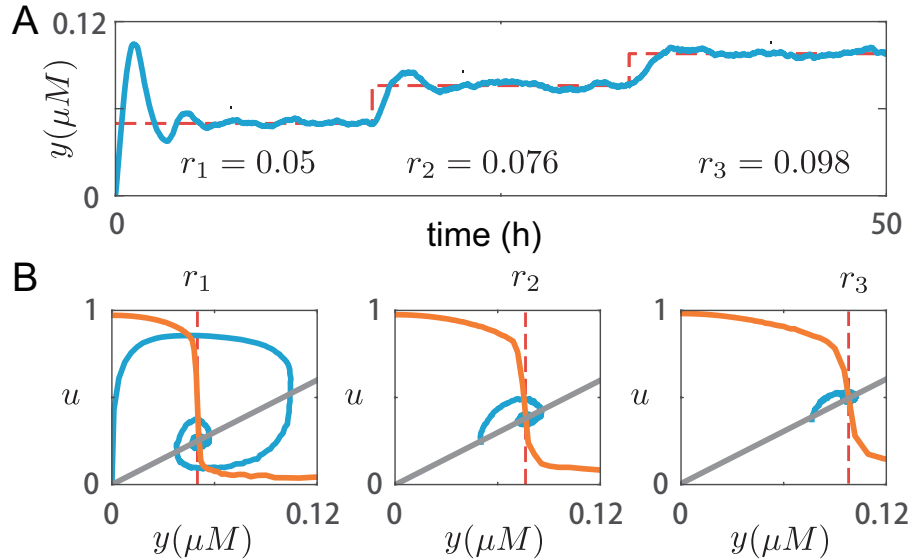 A
0.12
y(μM)
0
r₁ = 0.05
r₂ = 0.076
r₃ = 0.098
0
time (h)
50
B
r₁
r₂
r₃
1
1
1
u
u
u
0
0
0
0
0.12
0
0.12
0
0.12
y(μM)
y(μM)
y(μM)